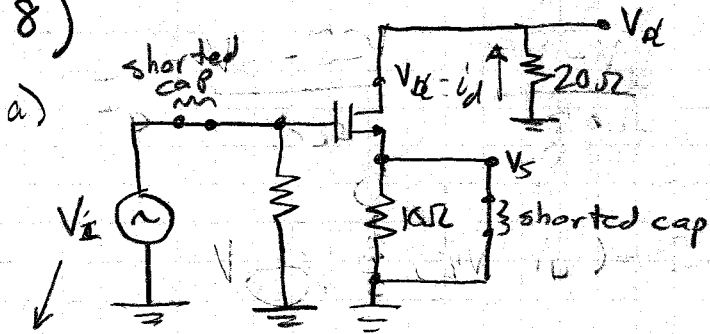 8)
a)
shorted
cap
Vd
Vd - id
20Ω
Vs
1KΩ
shorted cap
VI